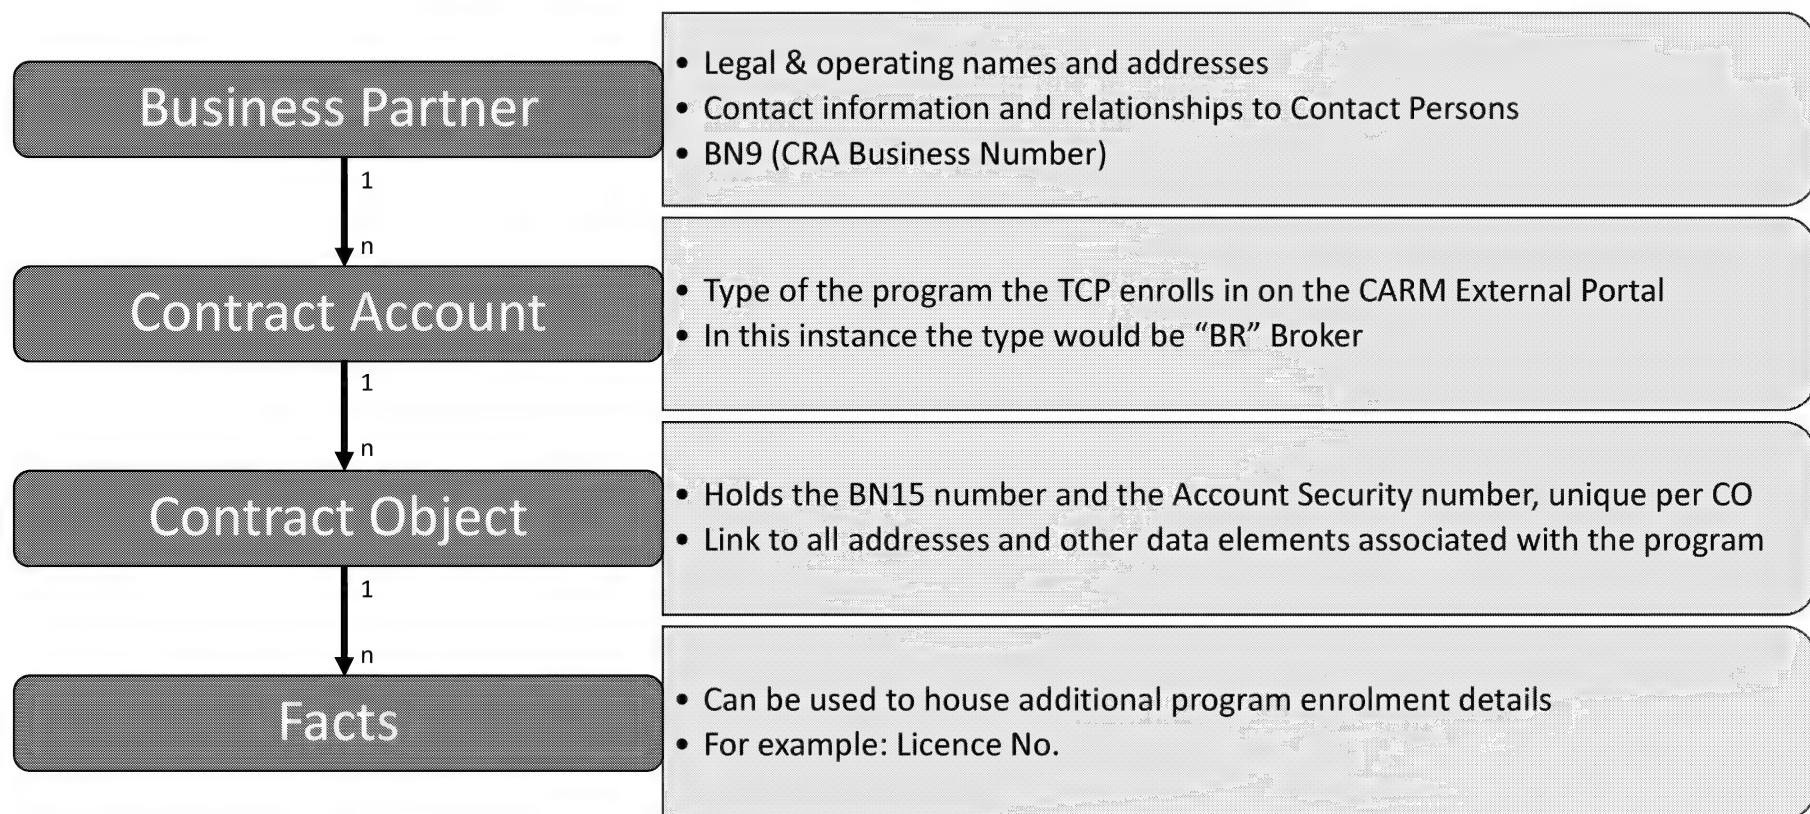 Business Partner
• Legal & operating names and addresses
• Contact information and relationships to Contact Persons
• BN9 (CRA Business Number)
1
n
Contract Account
• Type of the program the TCP enrolls in on the CARM External Portal
• In this instance the type would be “BR” Broker
1
n
Contract Object
• Holds the BN15 number and the Account Security number, unique per CO
• Link to all addresses and other data elements associated with the program
1
n
Facts
• Can be used to house additional program enrolment details
• For example: Licence No.